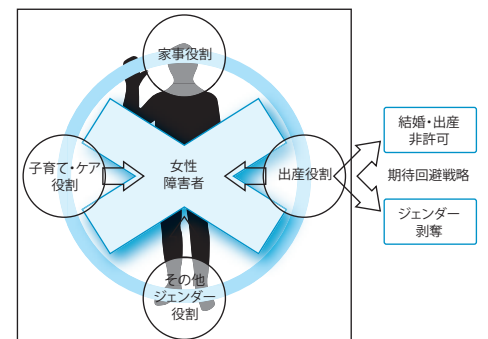 家事役割
子育て・ケア
役割
女性
障害者
出産役割
その他
ジェンダー
役割
結婚・出産
非許可
期待回避戦略
ジェンダー
剥奪